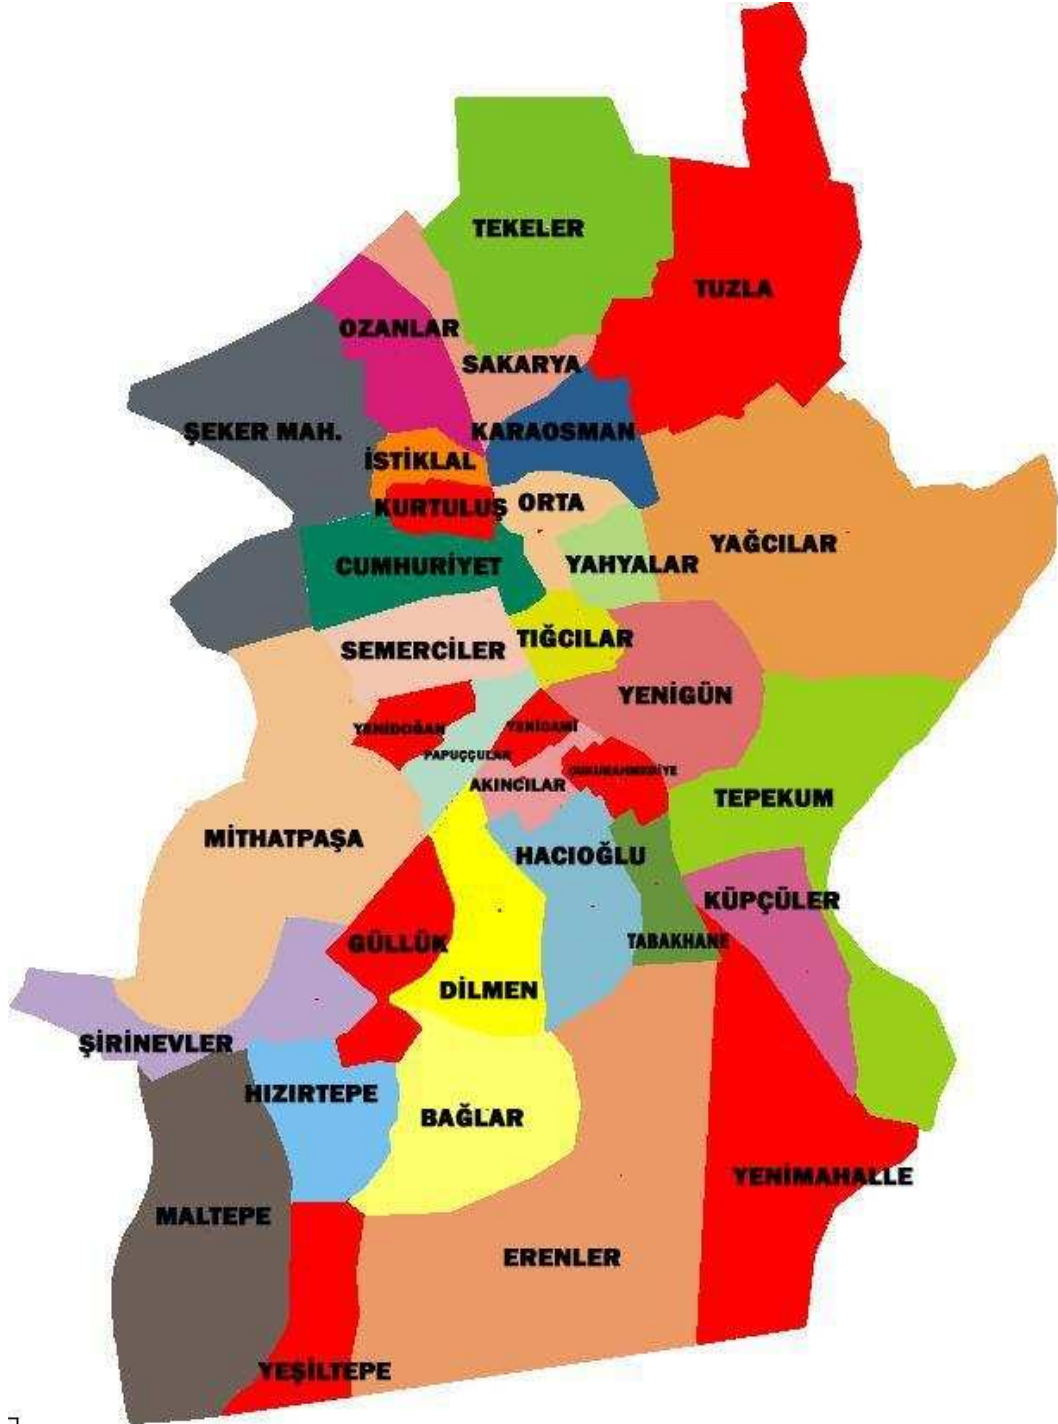 TEKELER
TUZLA
OZANLAR
SAKARYA
ŞEKER MAH.
KARAOSMAN
İSTİKLAL
KURTULUŞ
ORTA
YAĞCILAR
CUMHURİYET
YAHYALAR
TIĞCILAR
SEMERCİLER
YENİGÜN
YENİDOĞAN
YENİCAMİ
PAPUÇÇULAR
AKINCILAR
TEPEKUM
MİTHATPAŞA
HACIOĞLU
KÜPÇÜLER
GÜLLÜK
TABAKHANE
DİLMEN
ŞİRİNEVLER
HIZIRTEPE
BAĞLAR
YENİMAHALLE
MALTEPE
ERENLER
YEŞİLTEPE